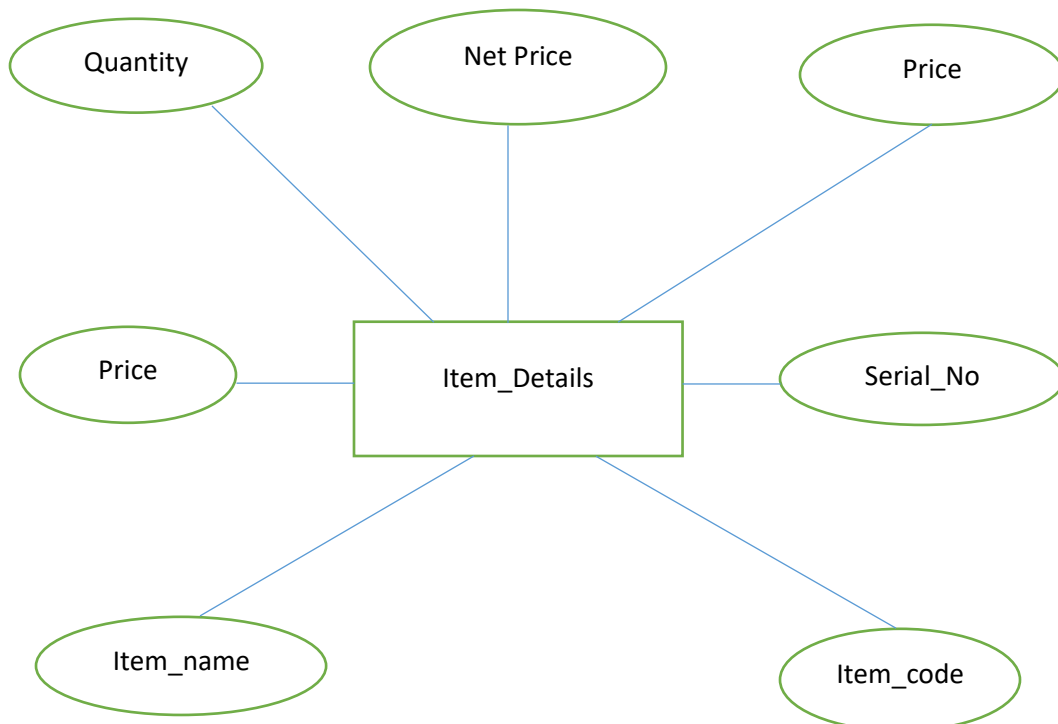 Quantity
Net Price
Price
Price
Item_Details
Serial_No
Item_name
Item_code